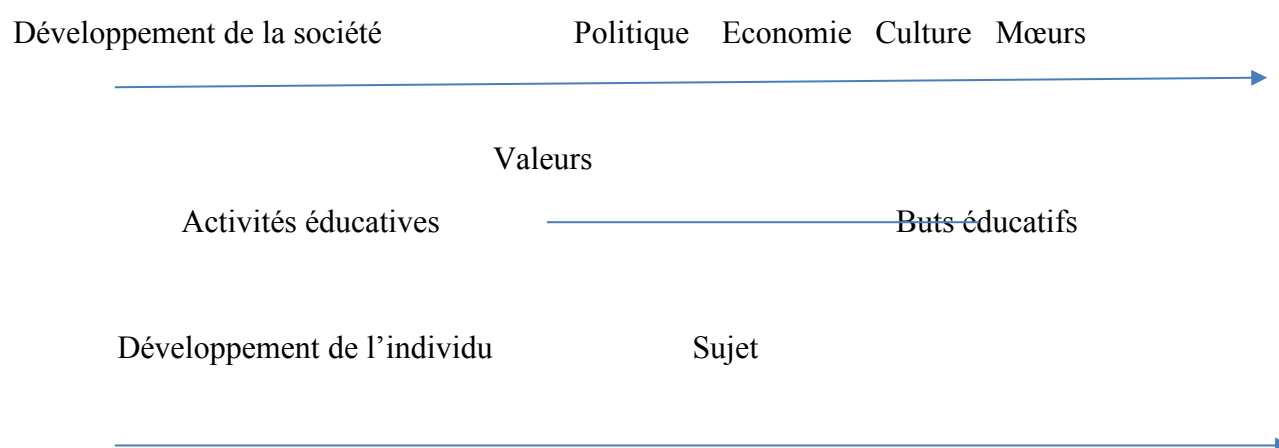 Développement de la société Politique Economie Culture Mœurs
Valeurs
Activités éducatives Buts éducatifs
Développement de l’individu Sujet